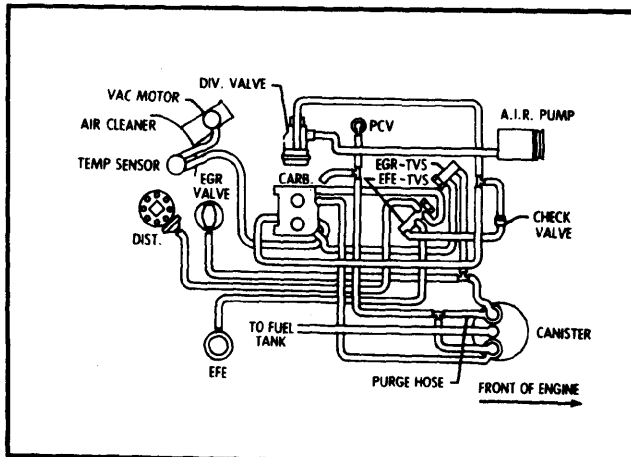 DIV. VALVE
VAC MOTOR
AIR CLEANER
PCV
A.I.R. PUMP
TEMP SENSOR
EGR
VALVE
CARB.
EGR-TVS
EFE-TVS
DIST.
CHECK
VALVE
TO FUEL
TANK
CANISTER
EFE
PURGE HOSE
FRONT OF ENGINE